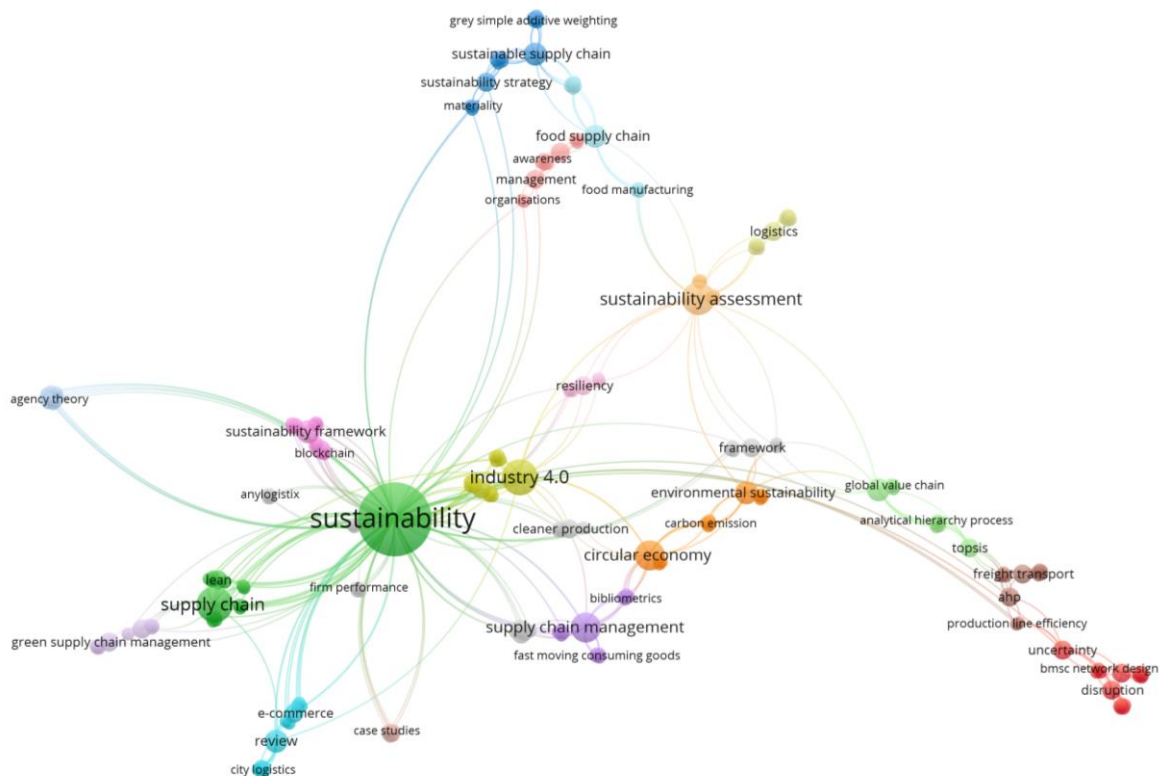 grey simple additive weighting
sustainable supply chain
sustainability strategy
materiality
food supply chain
awareness
management
food manufacturing
organisations
logistics
sustainability assessment
resiliency
agency theory
sustainability framework
blockchain
framework
industry 4.0
global value chain
environmental sustainability
anylogistix
sustainability
analytical hierarchy process
carbon emission
cleaner production
topsis
circular economy
freight transport
lean
firm performance
ahp
bibliometrics
supply chain
production line efficiency
supply chain management
green supply chain management
uncertainty
fast moving consuming goods
bmsc network design
disruption
e-commerce
case studies
review
city logistics